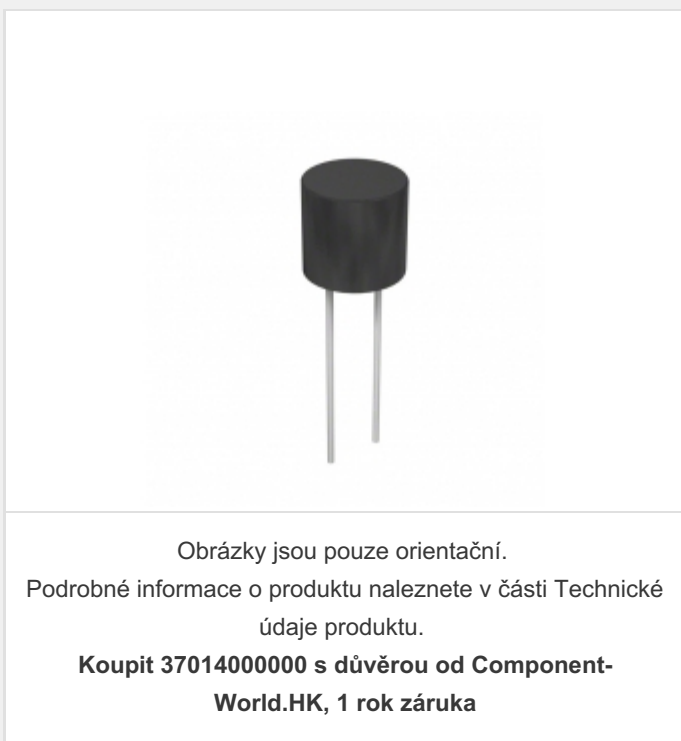 Obrázky jsou pouze orientační.
Podrobné informace o produktu naleznete v části Technické
údaje produktu.
Koupit 37014000000 s důvěrou od Component-
World.HK, 1 rok záruka